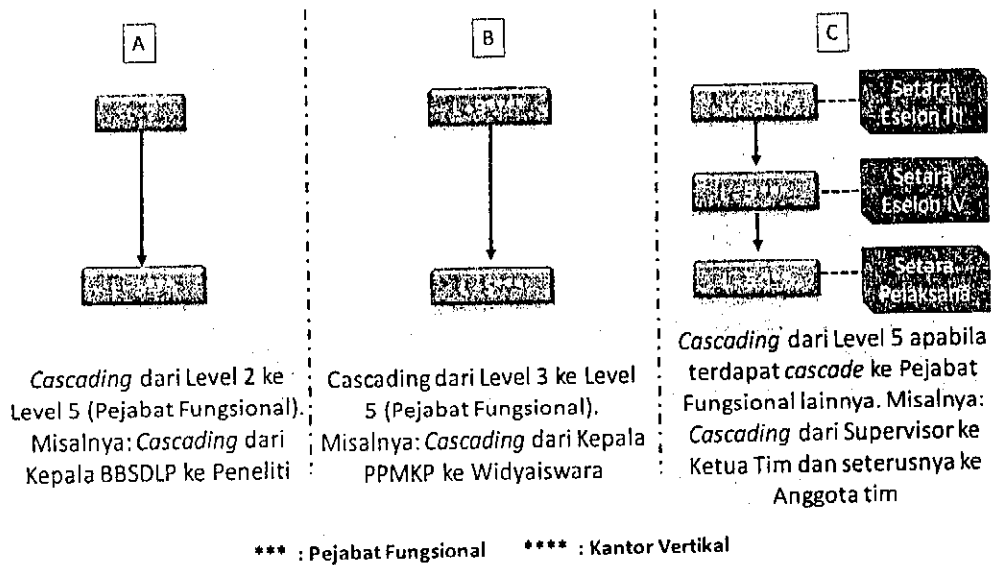 A
B
C
Setara
Eselon III
Setara
Eselon IV
Setara
Pelaksana
Cascading dari Level 2 ke
Level 5 (Pejabat Fungsional).
Misalnya: Cascading dari
Kepala BBSDLP ke Peneliti
Cascading dari Level 3 ke Level
5 (Pejabat Fungsional).
Misalnya: Cascading dari Kepala
PPMKP ke Widyaiswara
Cascading dari Level 5 apabila
terdapat cascade ke Pejabat
Fungsional lainnya. Misalnya:
Cascading dari Supervisor ke
Ketua Tim dan seterusnya ke
Anggota tim
*** : Pejabat Fungsional **** : Kantor Vertikal